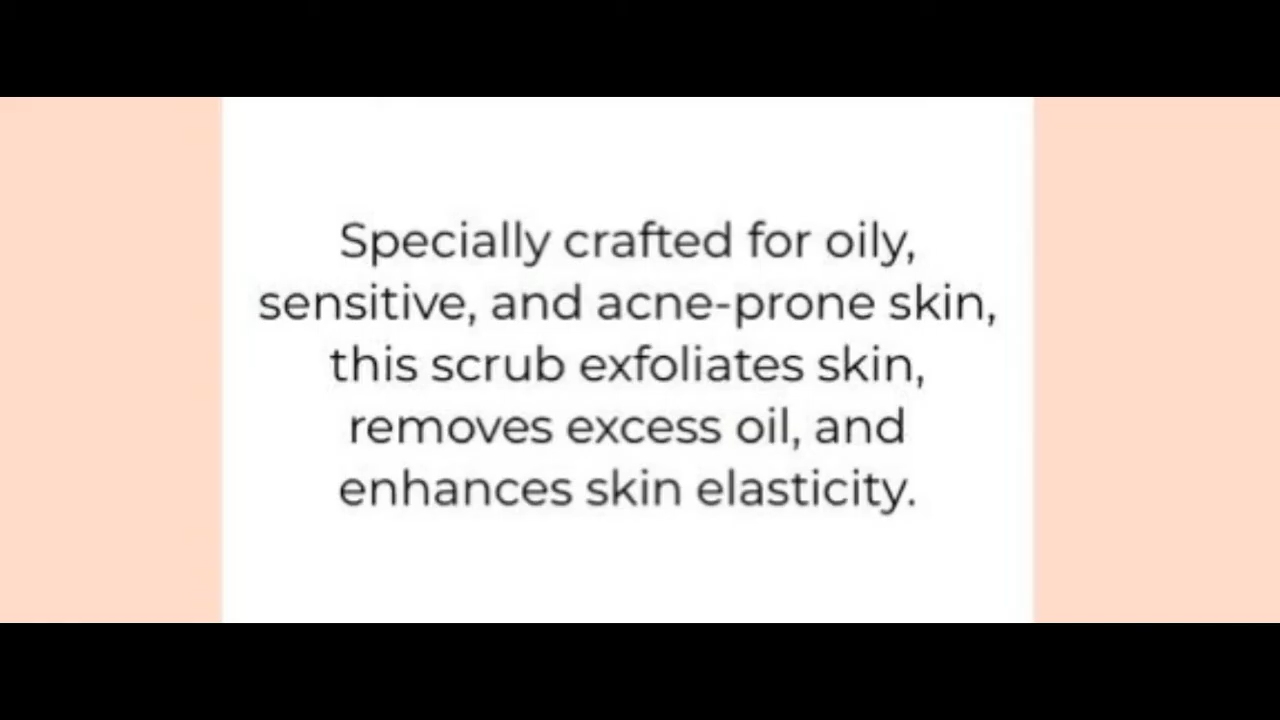 Specially crafted for oily,
sensitive, and acne-prone skin,
this scrub exfoliates skin,
removes excess oil, and
enhances skin elasticity.